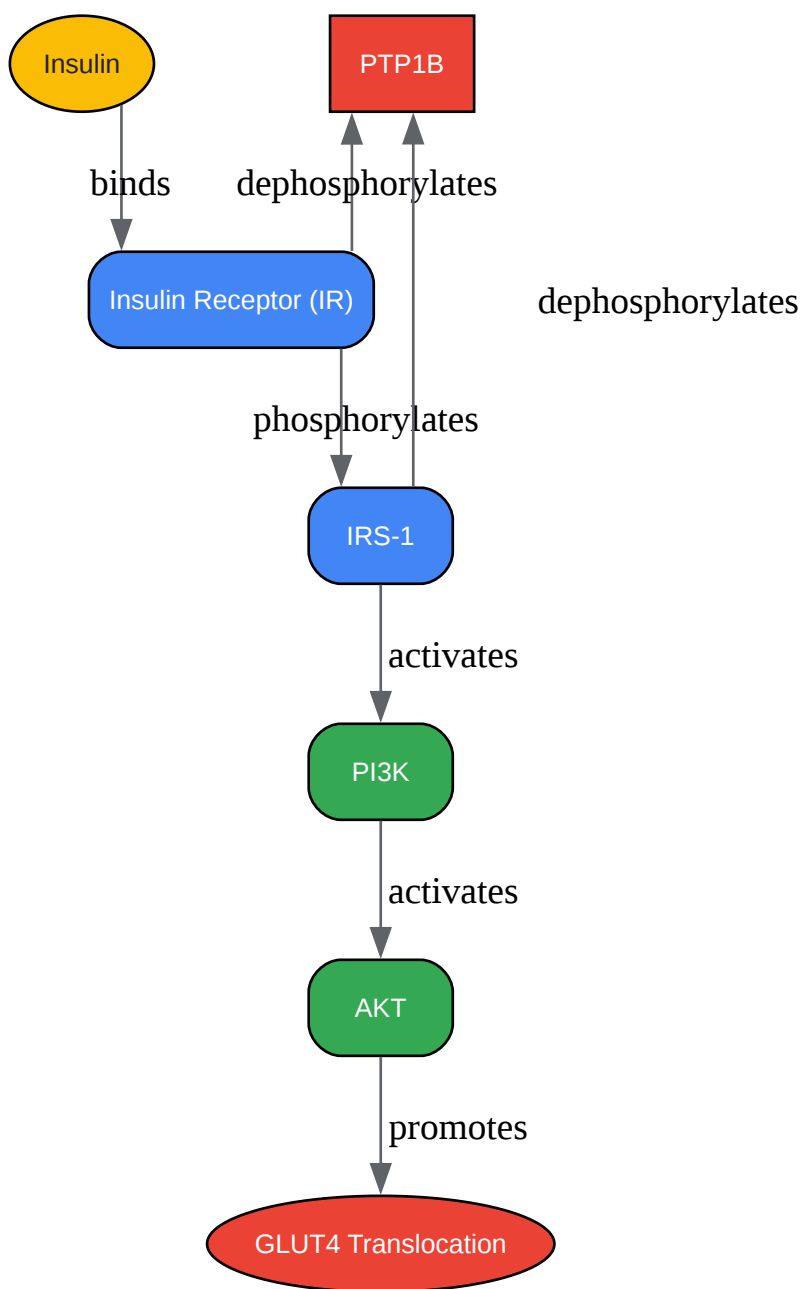 Insulin
PTP1B
binds
dephosphorylates
Insulin Receptor (IR)
dephosphorylates
phosphorylates
IRS-1
activates
PI3K
activates
AKT
promotes
GLUT4 Translocation